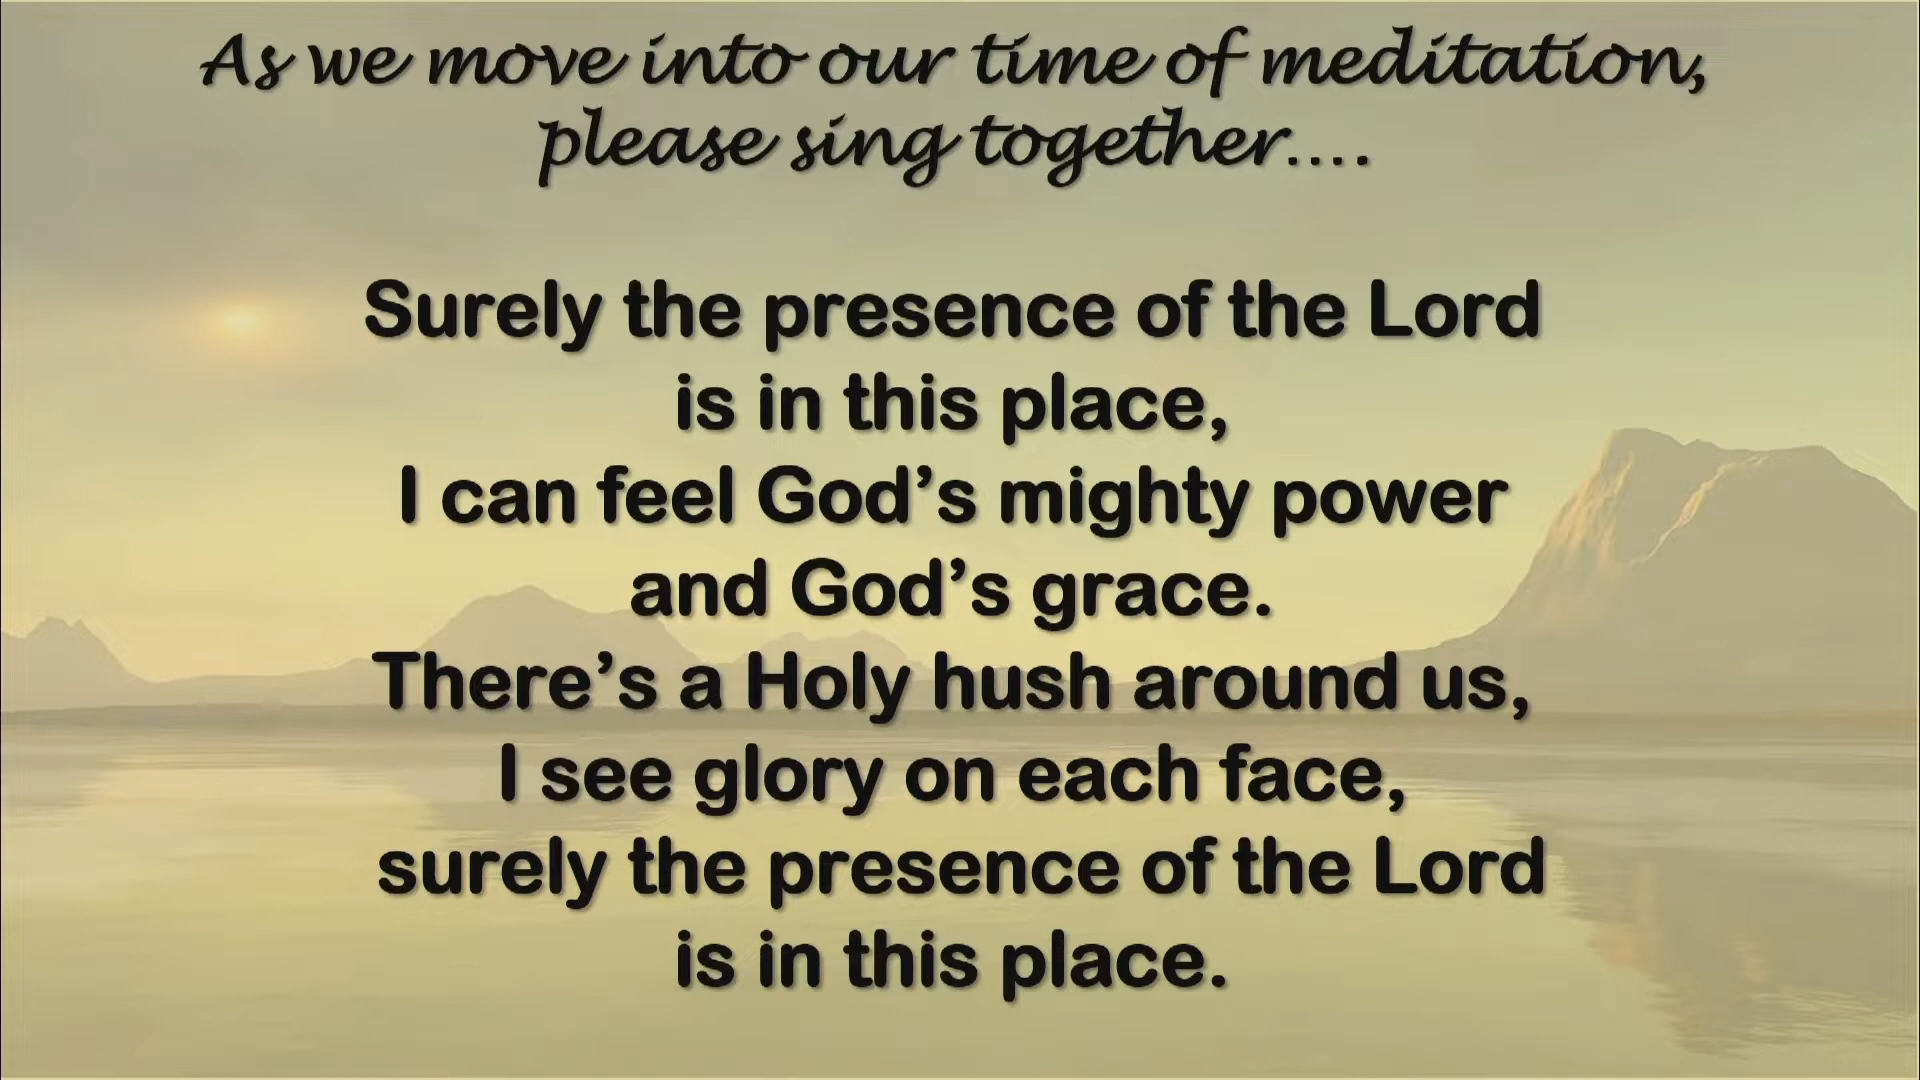 As we move into our time of meditation,
please sing together....
Surely the presence of the Lord
is in this place,
I can feel God’s mighty power
and God’s grace.
There’s a Holy hush around us,
I see glory on each face,
surely the presence of the Lord
is in this place.